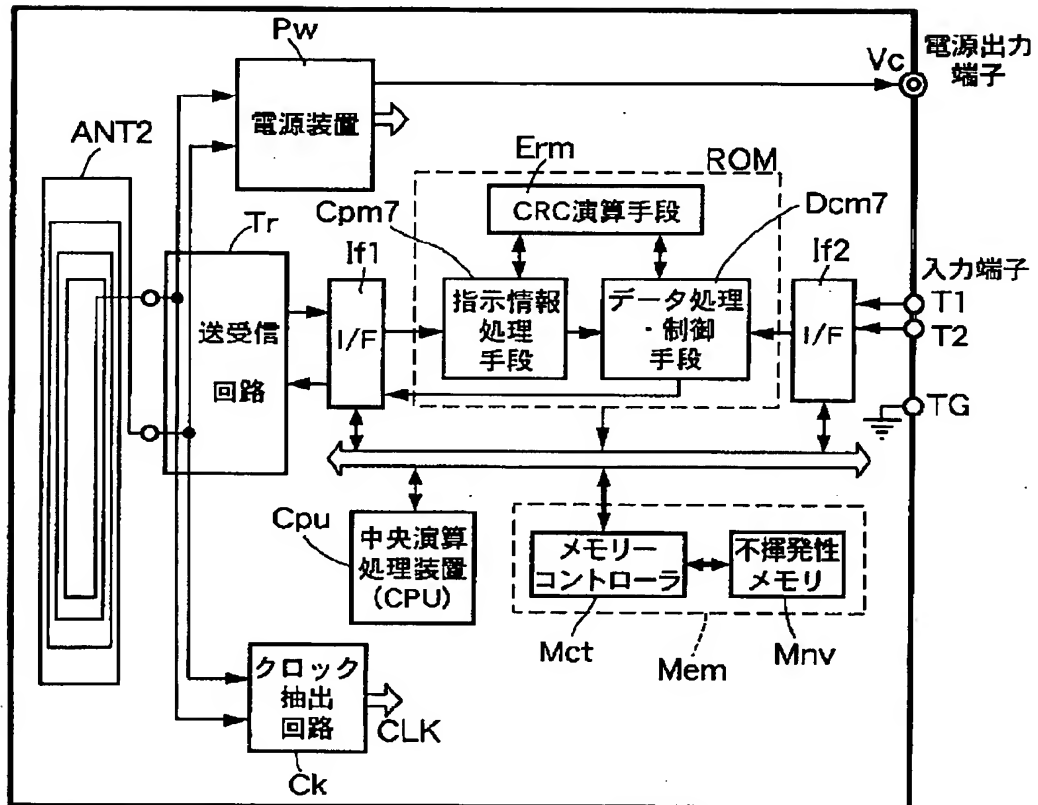 Pw
Vc
電源出力
端子
ANT2
電源装置
Erm
ROM
CRC演算手段
Cpm7
Dcm7
Tr
If1
If2
入力端子
送受信
回路
I/F
指示情報
処理
手段
データ処理
・制御
手段
I/F
T1
T2
TG
Cpu
中央演算
処理装置
(CPU)
メモリー
コントローラ
不揮発性
メモリ
Mct
Mem
Mnv
クロック
抽出
回路
CLK
Ck